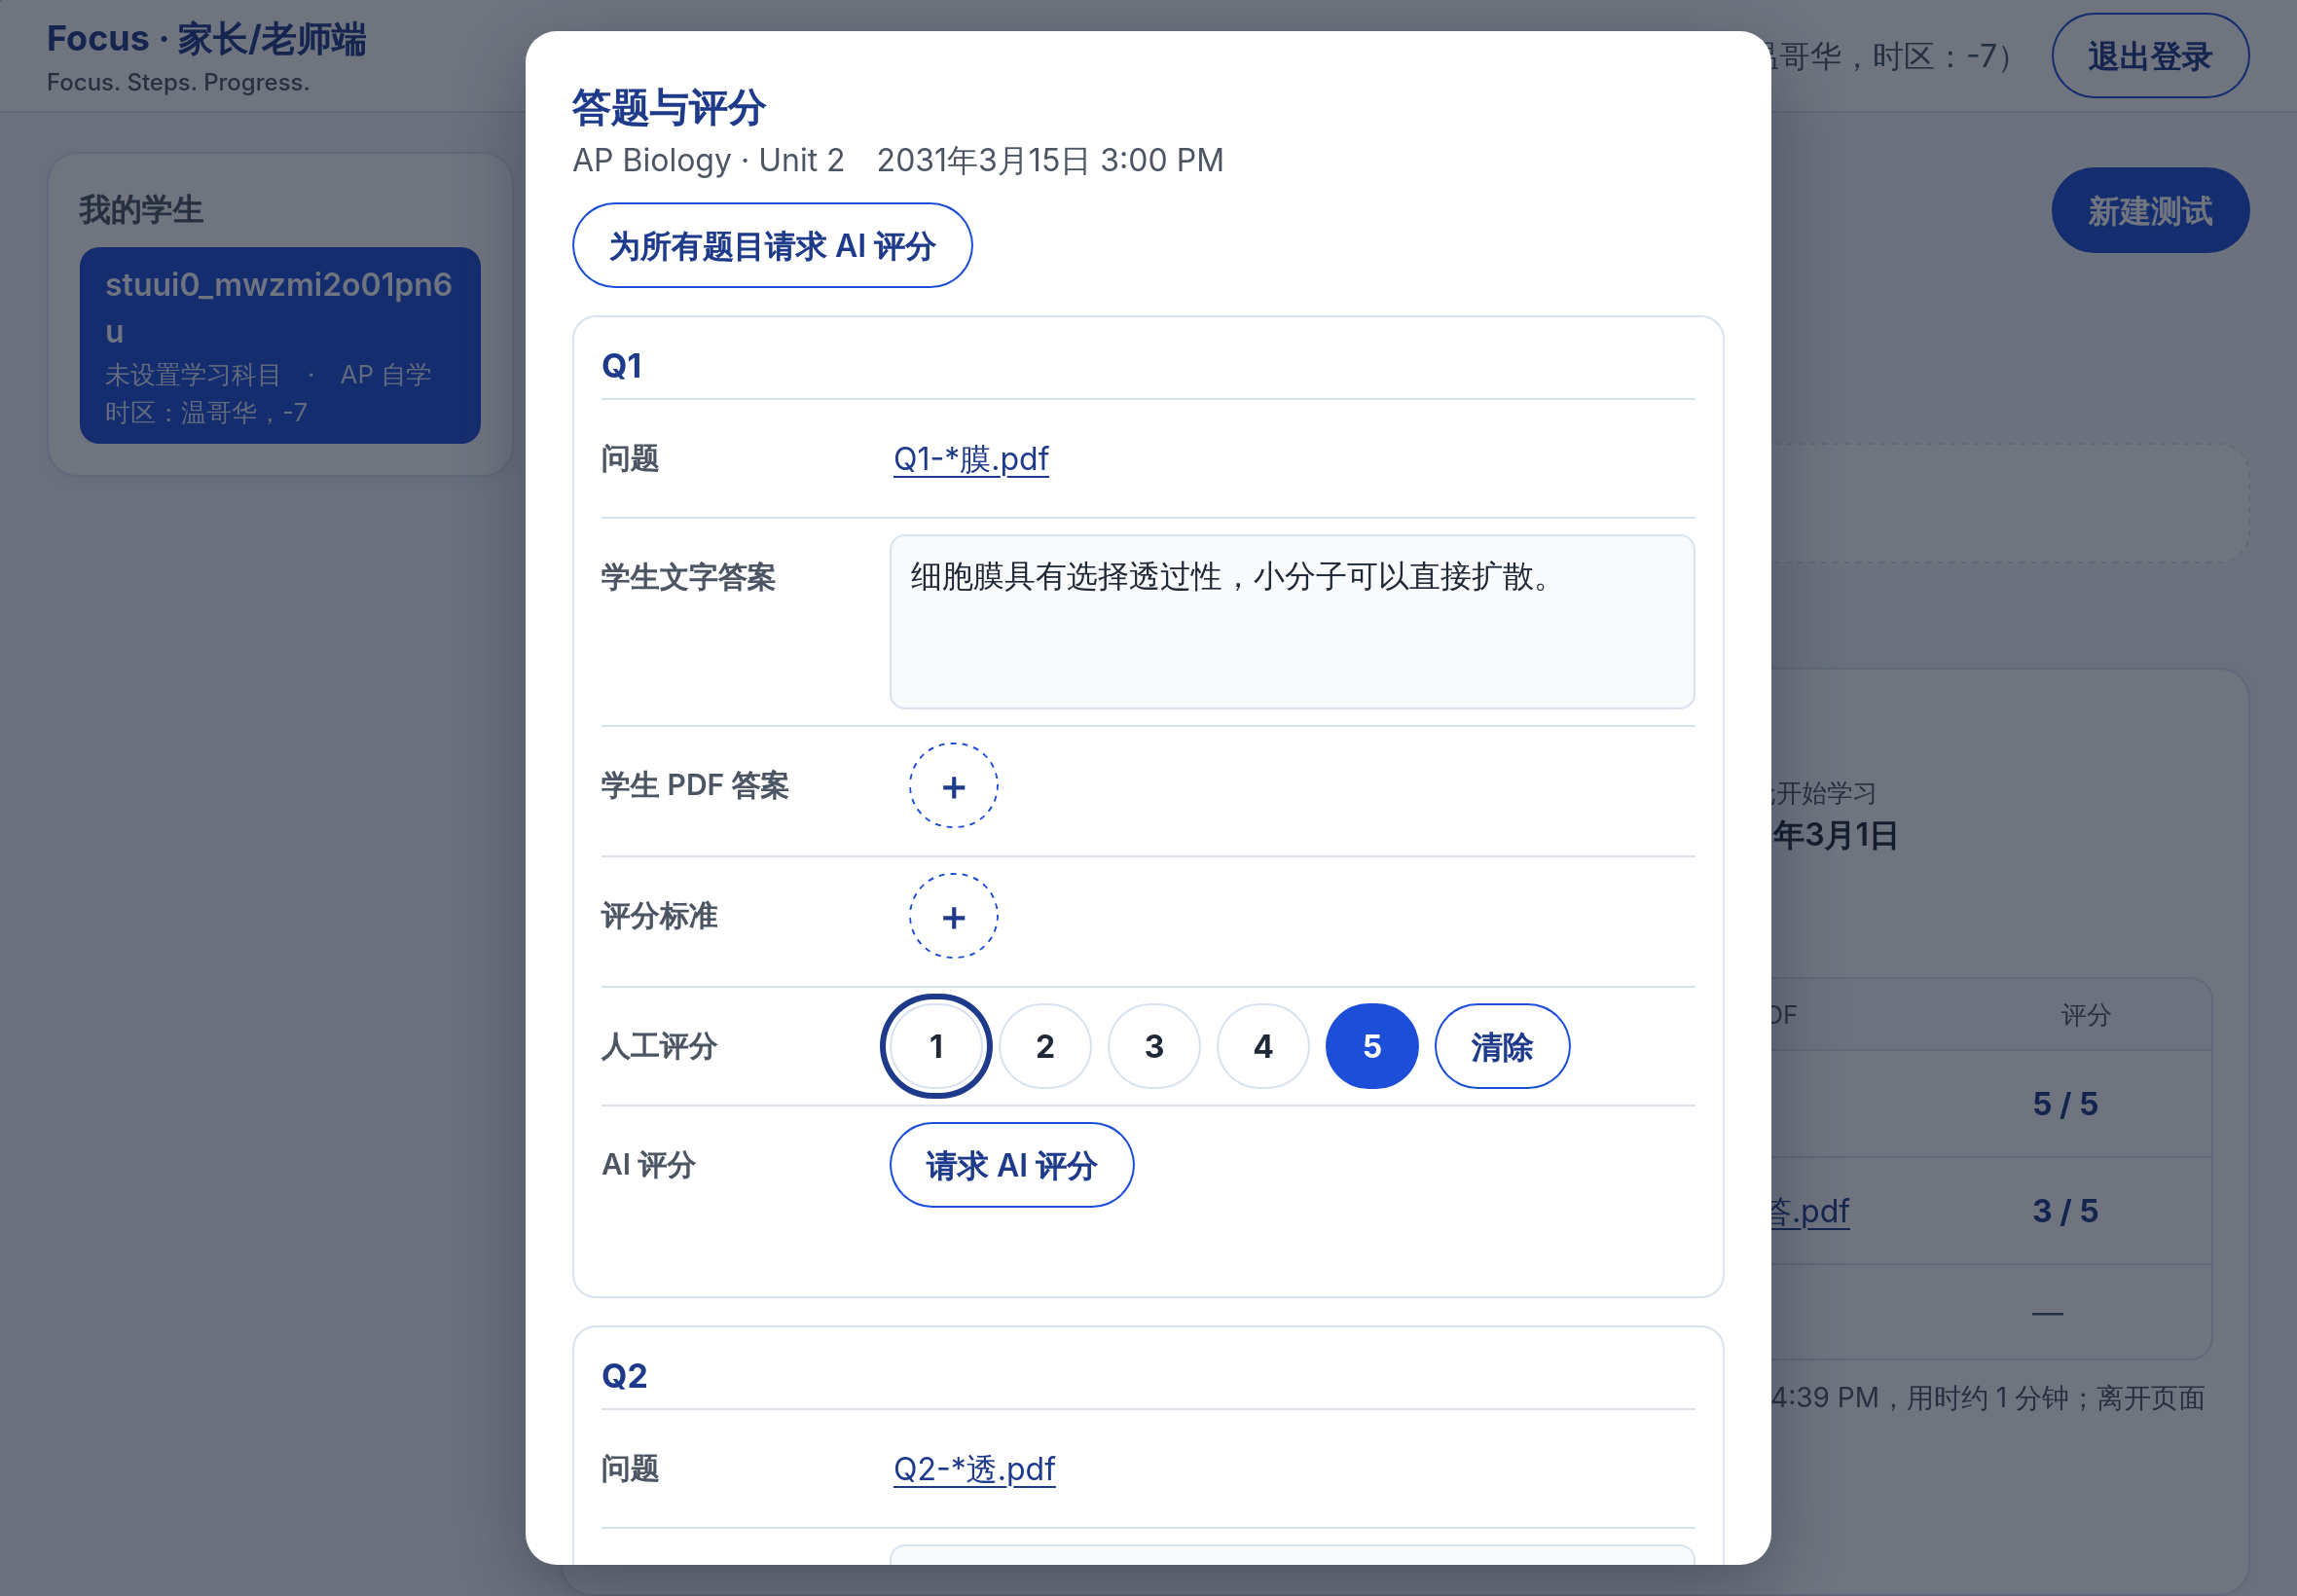 Focus · 家长/老师端
Focus. Steps. Progress.
哥华，时区：-7）
退出登录
我的学生
stuui0_mwzmi2o01pn6
u
未设置学习科目 · AP 自学
时区：温哥华，-7
新建测试
答题与评分
AP Biology · Unit 2 2031年3月15日 3:00 PM
为所有题目请求 AI 评分
Q1
问题
Q1-*膜.pdf
学生文字答案
细胞膜具有选择透过性，小分子可以直接扩散。
学生 PDF 答案
+
评分标准
+
人工评分
1 2 3 4 5 清除
AI 评分
请求 AI 评分
Q2
问题
Q2-*透.pdf
开始学习
年3月1日
DF 评分
5 / 5
答.pdf 3 / 5
—
4:39 PM，用时约 1 分钟；离开页面